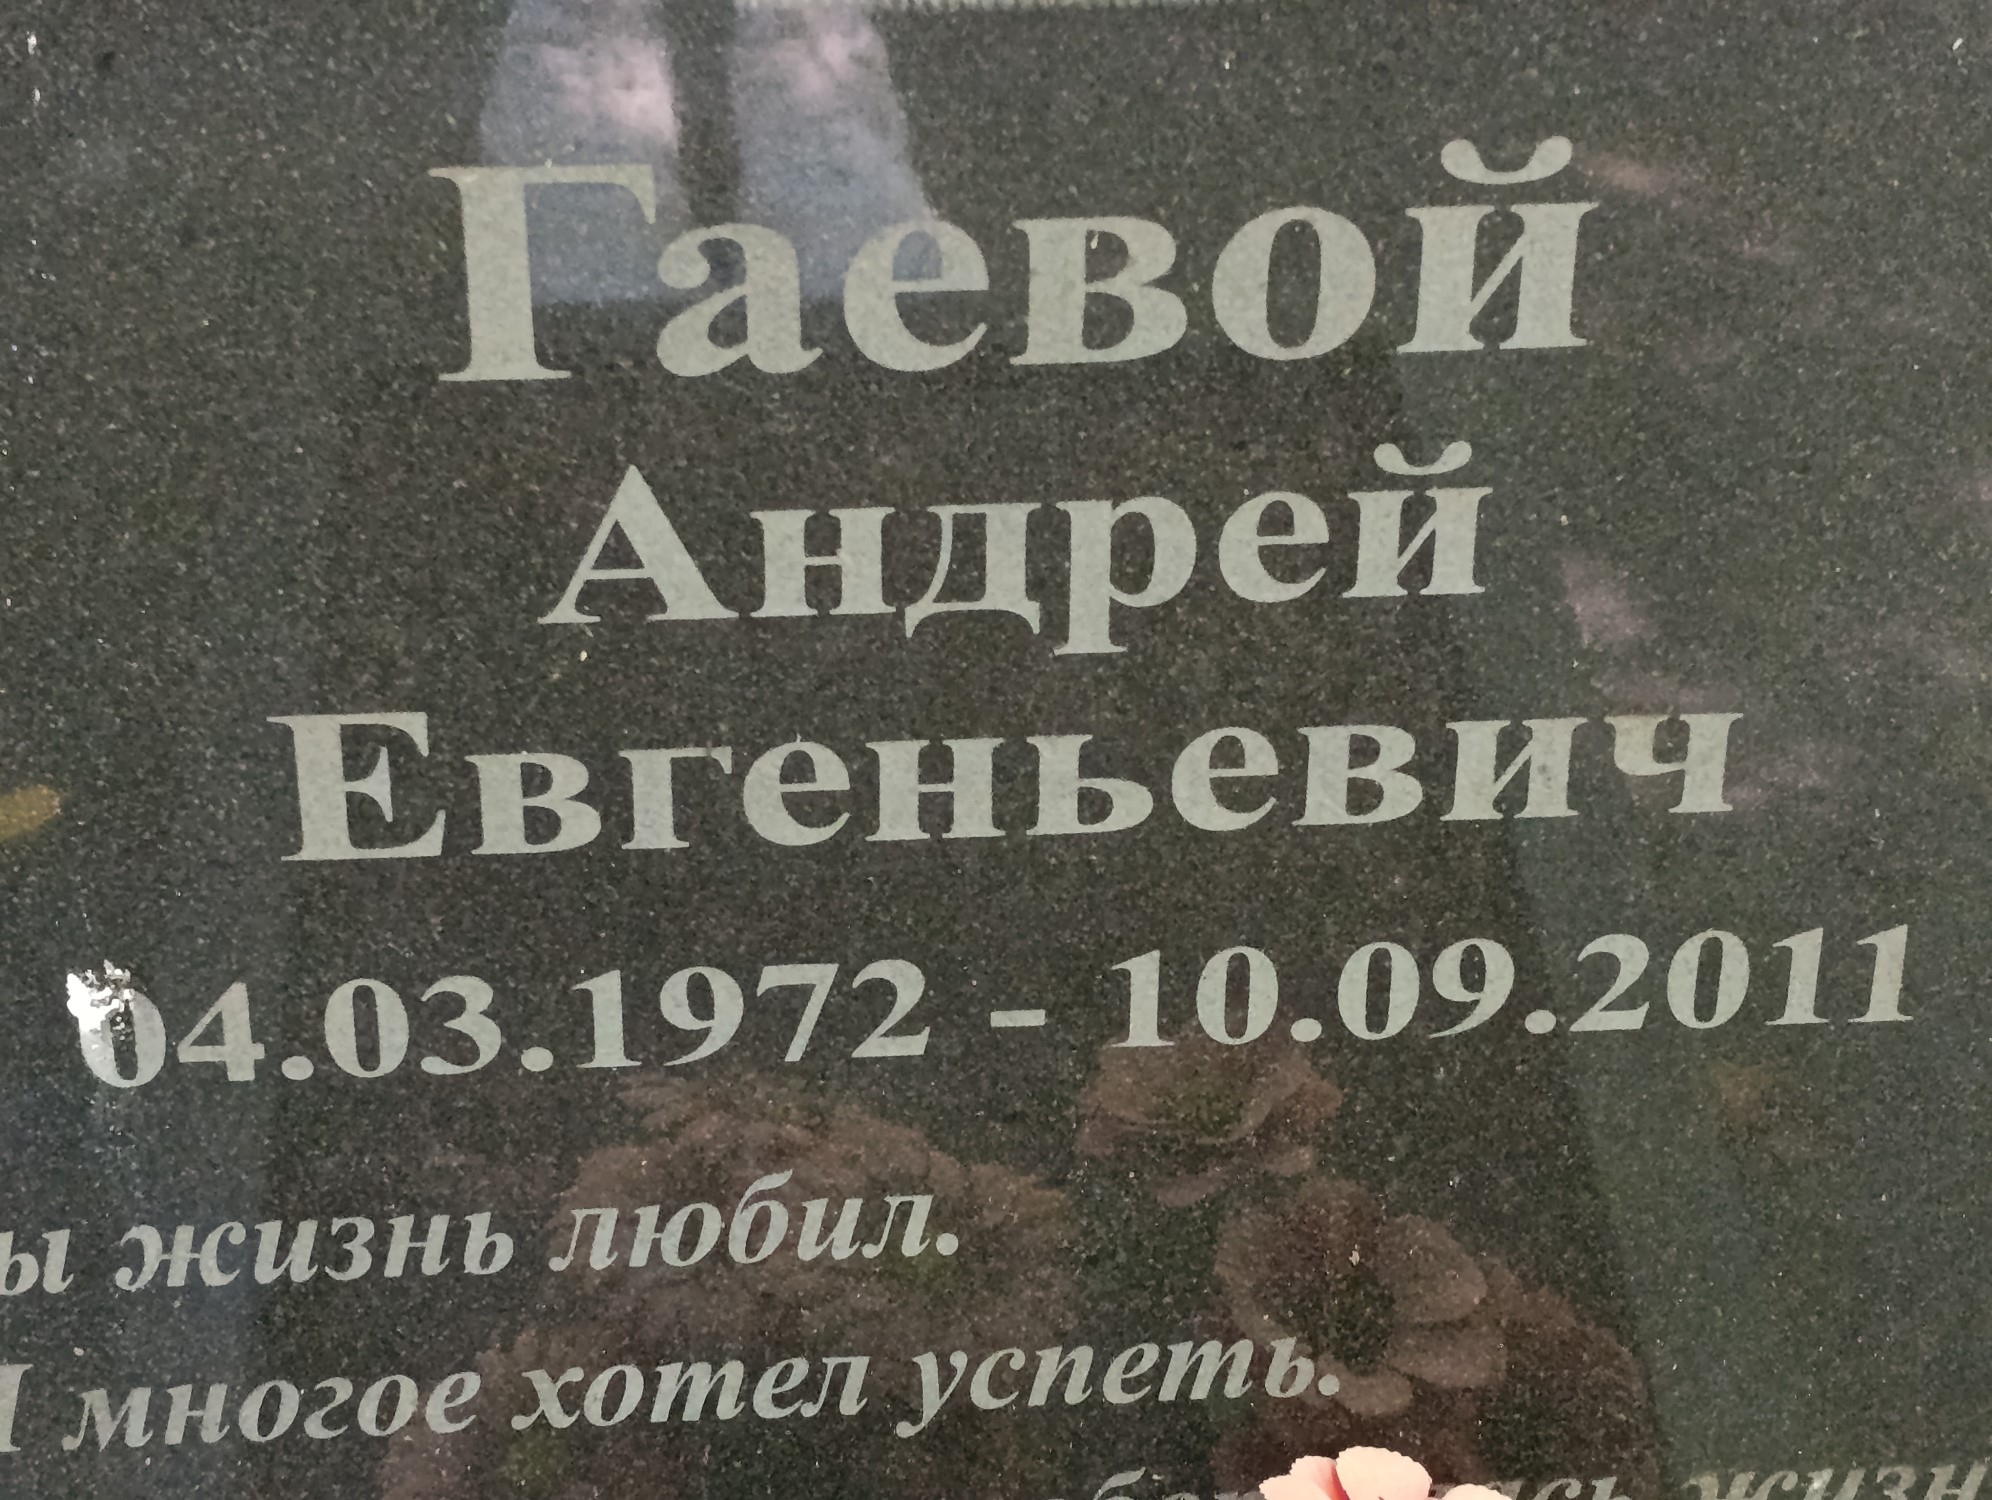 Гаевой
Андрей
Евгеньевич
04.03.1972 - 10.09.2011
жизнь любил.
многое хотел успеть.